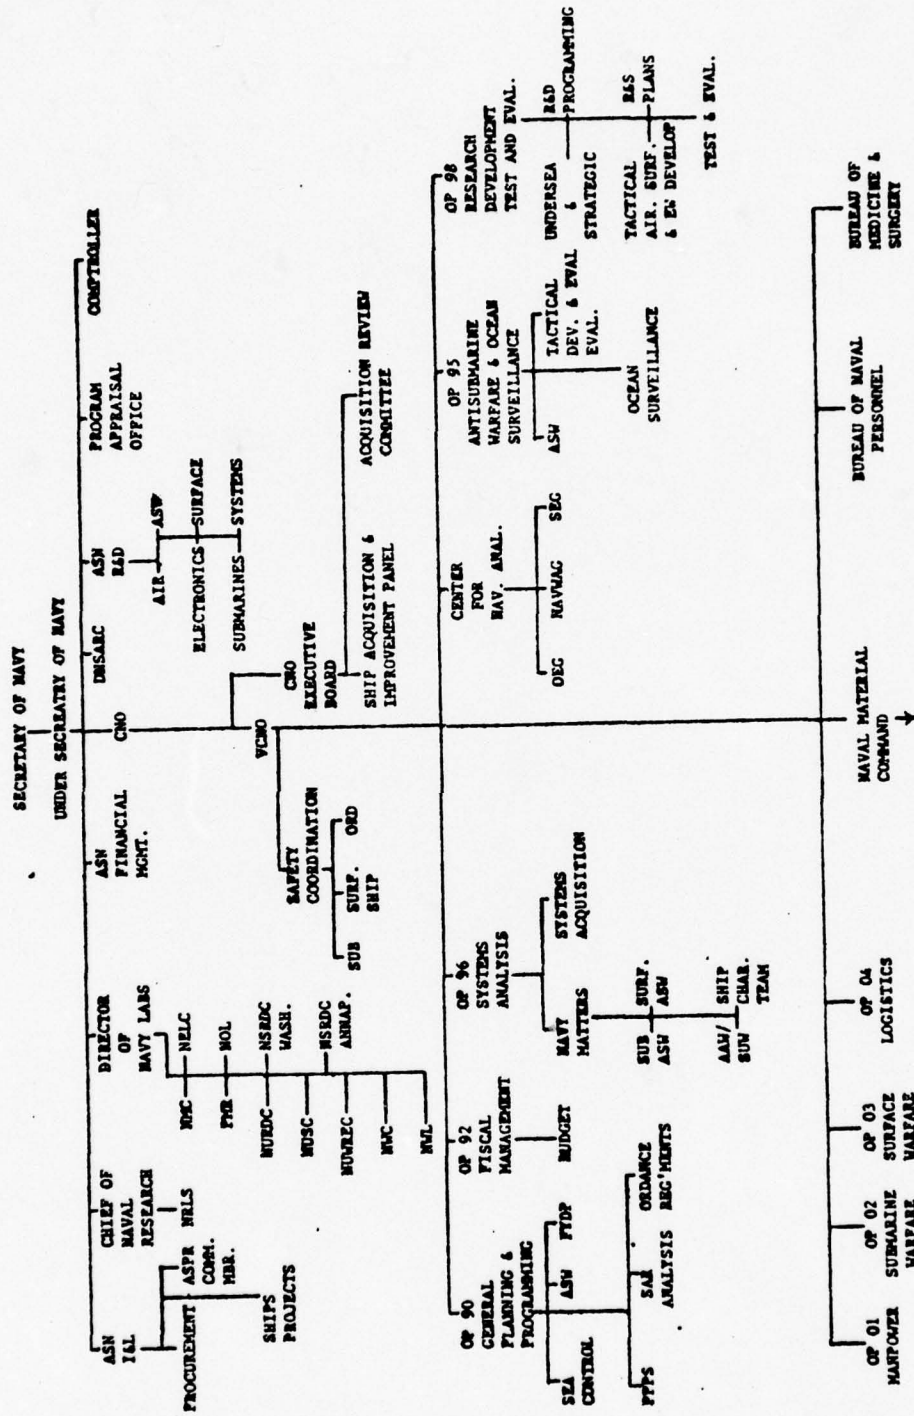 SECRETARY OF NAVY
UNDER SECREATRY OF NAVY
ASN
I&L
PROCUREMENT
ASPR
COMM.
MBR.
SHIPS
PROJECTS
CHIEF OF
NAVAL
RESEARCH
NRLS
DIRECTOR
OF
NAVY LABS
NMC
NELC
PMR
NOL
NURDC
NSRDC
WASH.
NUSC
NSRDC
ANNAP.
NUWREC
NWC
NWL
ASN
FINANCIAL
MGMT.
CNO
DNSARC
ASN
R&D
AIR
ASW
ELECTRONICS
SURFACE
SUBMARINES
SYSTEMS
PROGRAM
APPRAISAL
OFFICE
COMPTROLLER
VCNO
CNO
EXECUTIVE
BOARD
SHIP ACQUISITION &
IMPROVEMENT PANEL
ACQUISITION REVIEW
COMMITTEE
SAFETY
COORDINATION
SUB
SURF.
SHIP
ORD
OP 90
GENERAL
PLANNING &
PROGRAMMING
SEA
CONTROL
ASW
FYDP
PPPS
SAR
ANALYSIS
ORDANCE
REG'MENTS
OP 92
FISCAL
MANAGEMENT
BUDGET
OP 96
SYSTEMS
ANALYSIS
NAVY
MATTERS
SYSTEMS
ACQUISITION
SUB
ASW
SURF.
ASW
AAW/
SUW
SHIP
CHAR.
TEAM
CENTER
FOR
NAV. ANAL.
OEG
NAVWAG
SEG
OP 95
ANTISUBMARINE
WARFARE & OCEAN
SURVEILLANCE
ASW
TACTICAL
DEV. & EVAL
EVAL.
OCEAN
SURVEILLANCE
OP 98
RESEARCH
DEVELOPMENT
TEST AND EVAL.
UNDERSEA
&
STRATEGIC
R&D
PROGRAMMING
TACTICAL
AIR. SURF.
& EW DEVELOP
R&S
PLANS
TEST & EVAL.
OP 01
MANPOWER
OP 02
SUBMARINE
WARFARE
OP 03
SURFACE
WARFARE
OP 04
LOGISTICS
NAVAL MATERIAL
COMMAND
BUREAU OF NAVAL
PERSONNEL
BUREAU OF
MEDICINE &
SURGERY